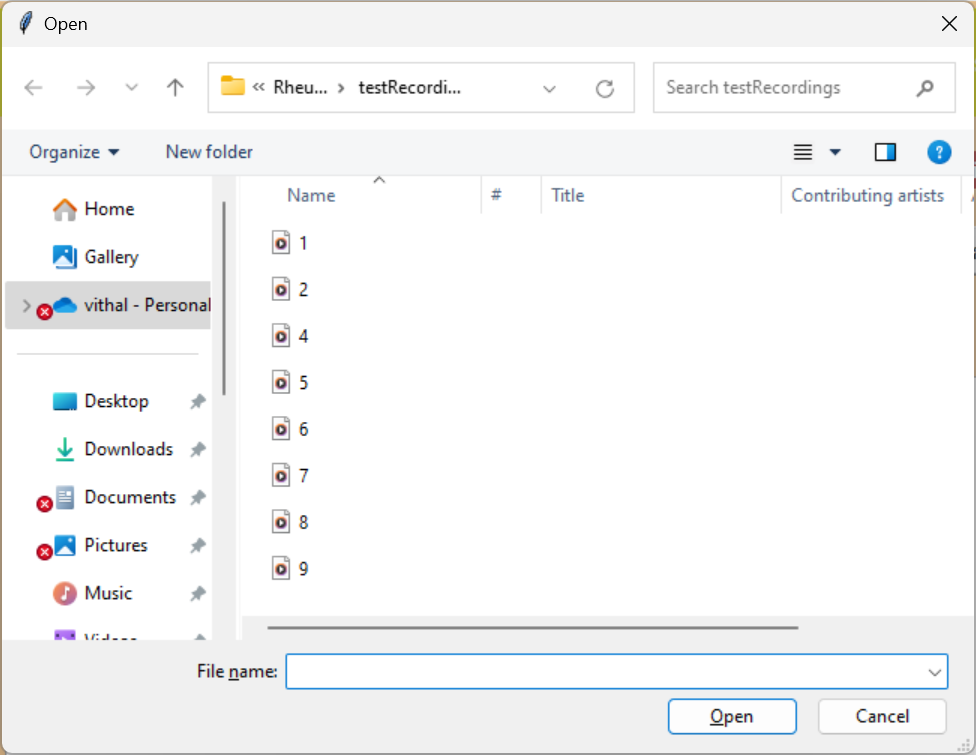 Open
« Rheu... › testRecordi...
Search testRecordings
Organize
New folder
?
Name
#
Title
Contributing artists
Home
Gallery
vithal - Personal
Desktop
Downloads
Documents
Pictures
Music
1
2
4
5
6
7
8
9
File name:
Open
Cancel